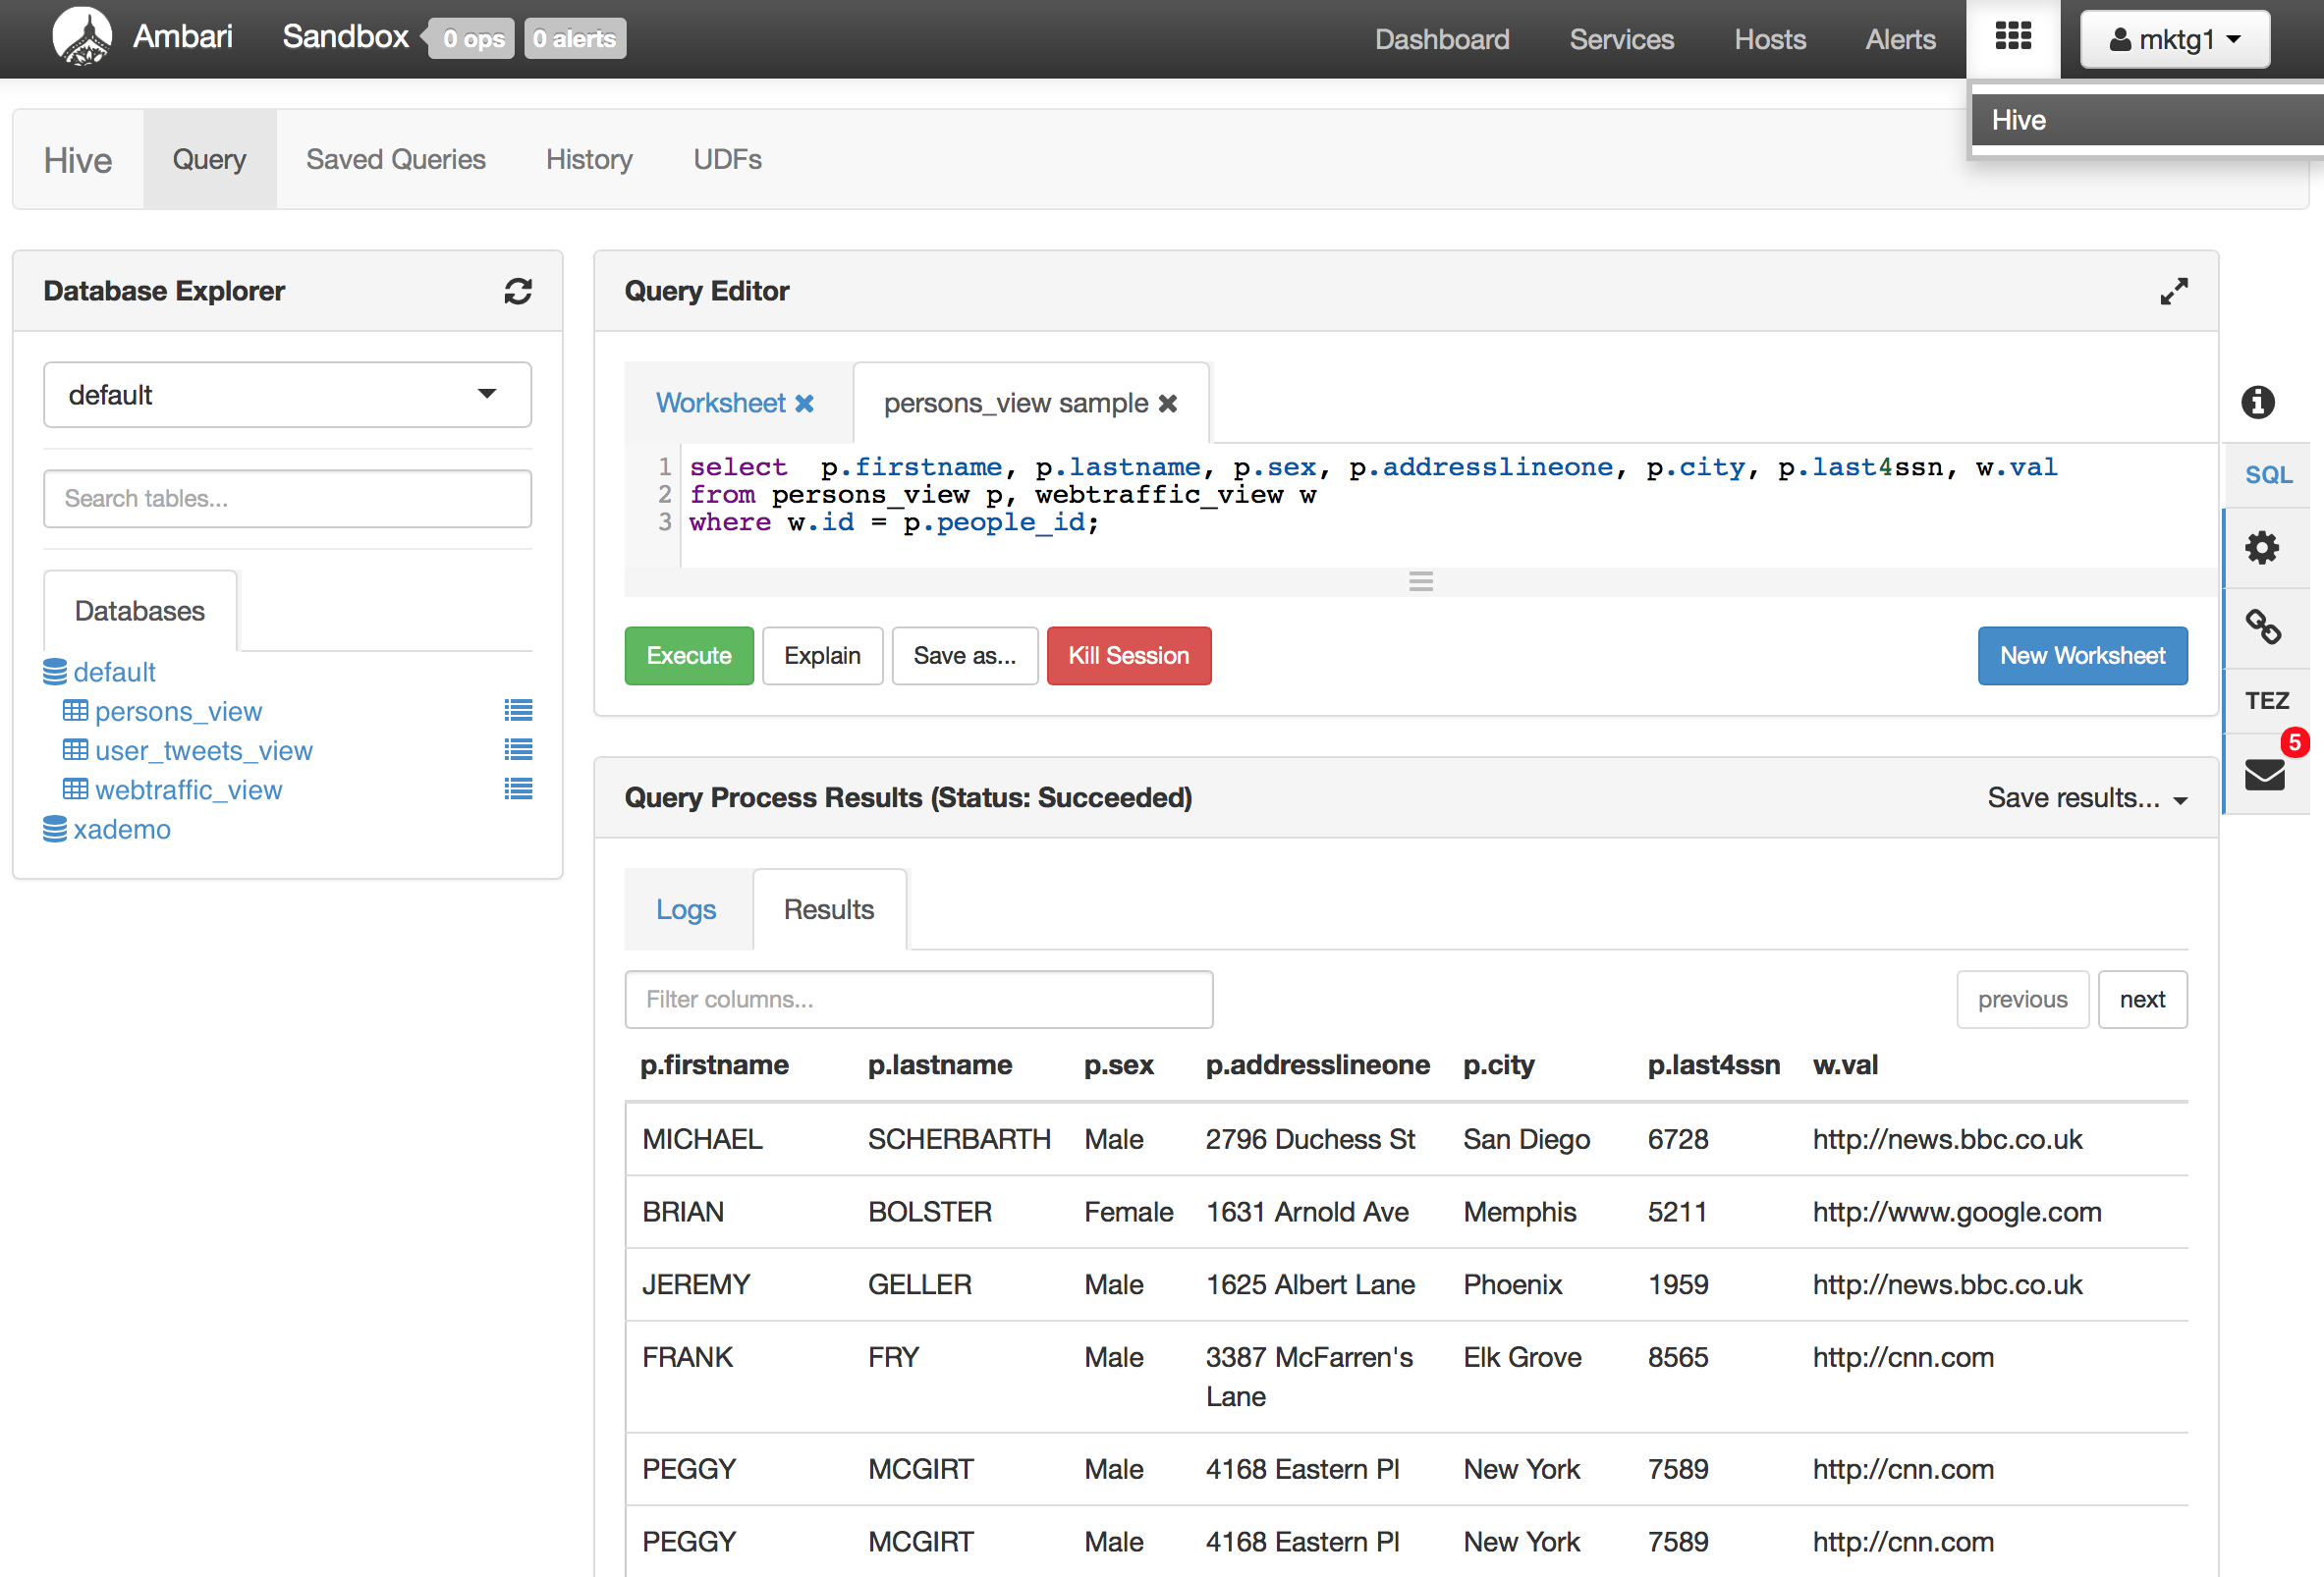 Ambari Sandbox 0 ops 0 alerts Dashboard Services Hosts Alerts mktg1
Hive
Hive Query Saved Queries History UDFs
Database Explorer
default
Search tables...
Databases
default
persons_view
user_tweets_view
webtraffic_view
xademo
Query Editor
Worksheet persons_view sample
1 select  p.firstname, p.lastname, p.sex, p.addresslineone, p.city, p.last4ssn, w.val
2 from persons_view p, webtraffic_view w
3 where w.id = p.people_id;
Execute Explain Save as... Kill Session New Worksheet
SQL
TEZ
5
Query Process Results (Status: Succeeded) Save results...
Logs Results
Filter columns... previous next
p.firstname p.lastname p.sex p.addresslineone p.city p.last4ssn w.val
MICHAEL SCHERBARTH Male 2796 Duchess St San Diego 6728 http://news.bbc.co.uk
BRIAN BOLSTER Female 1631 Arnold Ave Memphis 5211 http://www.google.com
JEREMY GELLER Male 1625 Albert Lane Phoenix 1959 http://news.bbc.co.uk
FRANK FRY Male 3387 McFarren's Elk Grove 8565 http://cnn.com
Lane
PEGGY MCGIRT Male 4168 Eastern Pl New York 7589 http://cnn.com
PEGGY MCGIRT Male 4168 Eastern Pl New York 7589 http://cnn.com